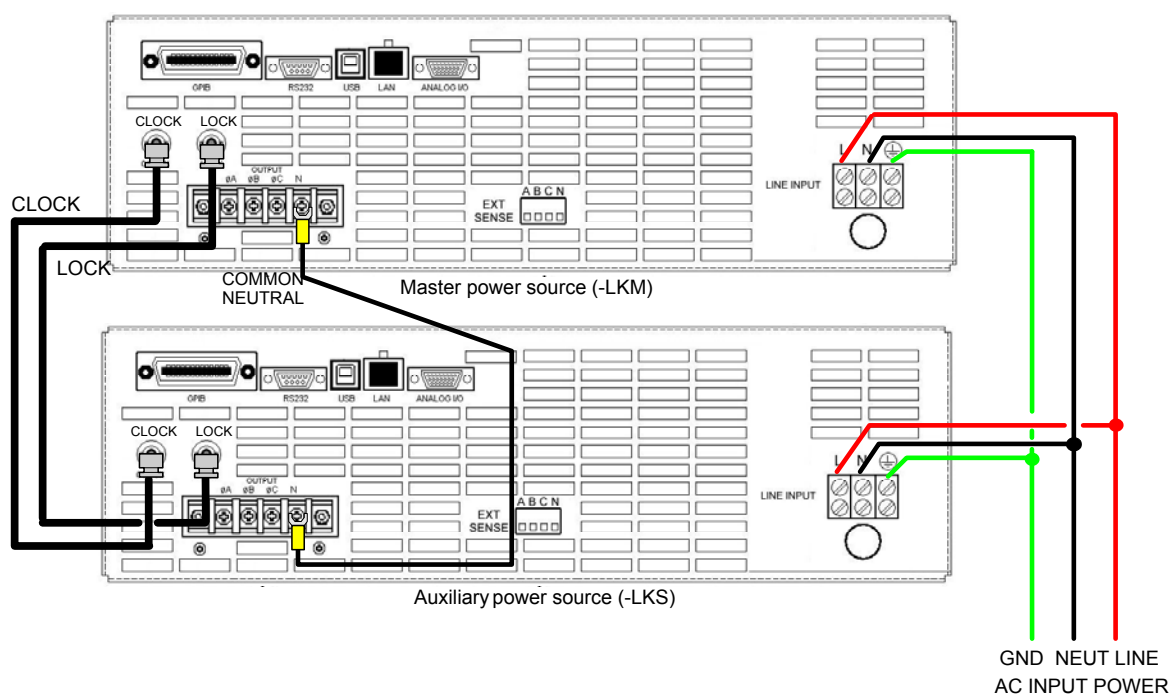 GPIB RS232 USB LAN ANALOG I/O
CLOCK LOCK
OUTPUT
øA øB øC N
EXT SENSE
A B C N
LINE INPUT
L N
CLOCK
LOCK
COMMON
NEUTRAL
Master power source (-LKM)
GPIB RS232 USB LAN ANALOG I/O
CLOCK LOCK
OUTPUT
øA øB øC N
EXT SENSE
A B C N
LINE INPUT
L N
Auxiliary power source (-LKS)
GND NEUT LINE
AC INPUT POWER